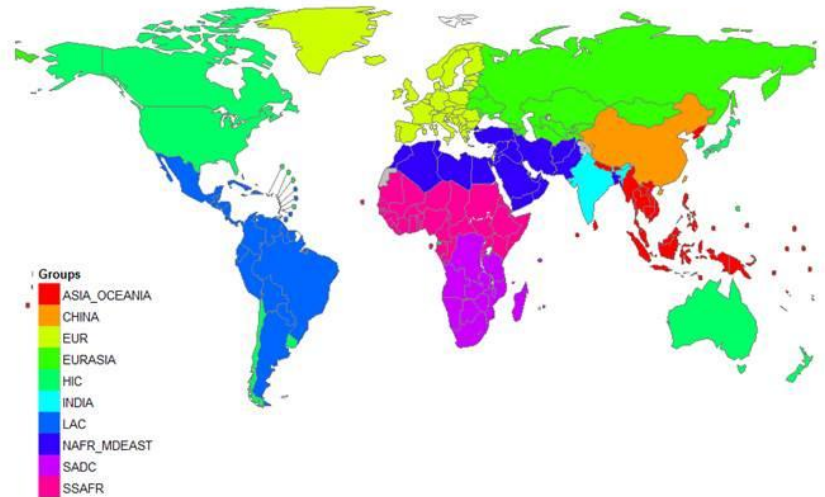 Groups
ASIA_OCEANIA
CHINA
EUR
EURASIA
HIC
INDIA
LAC
NAFR_MDEAST
SADC
SSAFR